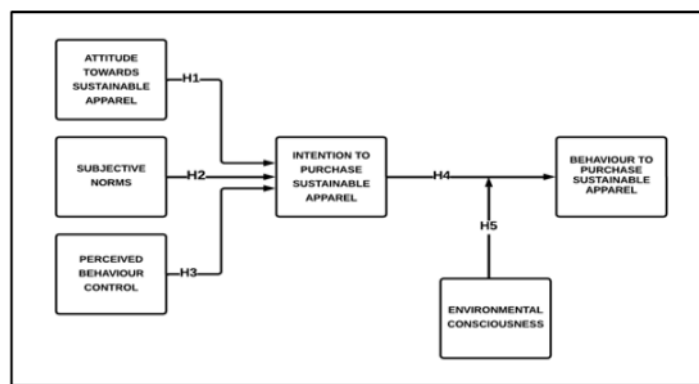 ATTITUDE
TOWARDS
SUSTAINABLE
APPAREL
H1
SUBJECTIVE
NORMS
H2
PERCEIVED
BEHAVIOUR
CONTROL
H3
INTENTION TO
PURCHASE
SUSTAINABLE
APPAREL
H4
H5
ENVIRONMENTAL
CONSCIOUSNESS
BEHAVIOUR TO
PURCHASE
SUSTAINABLE
APPAREL